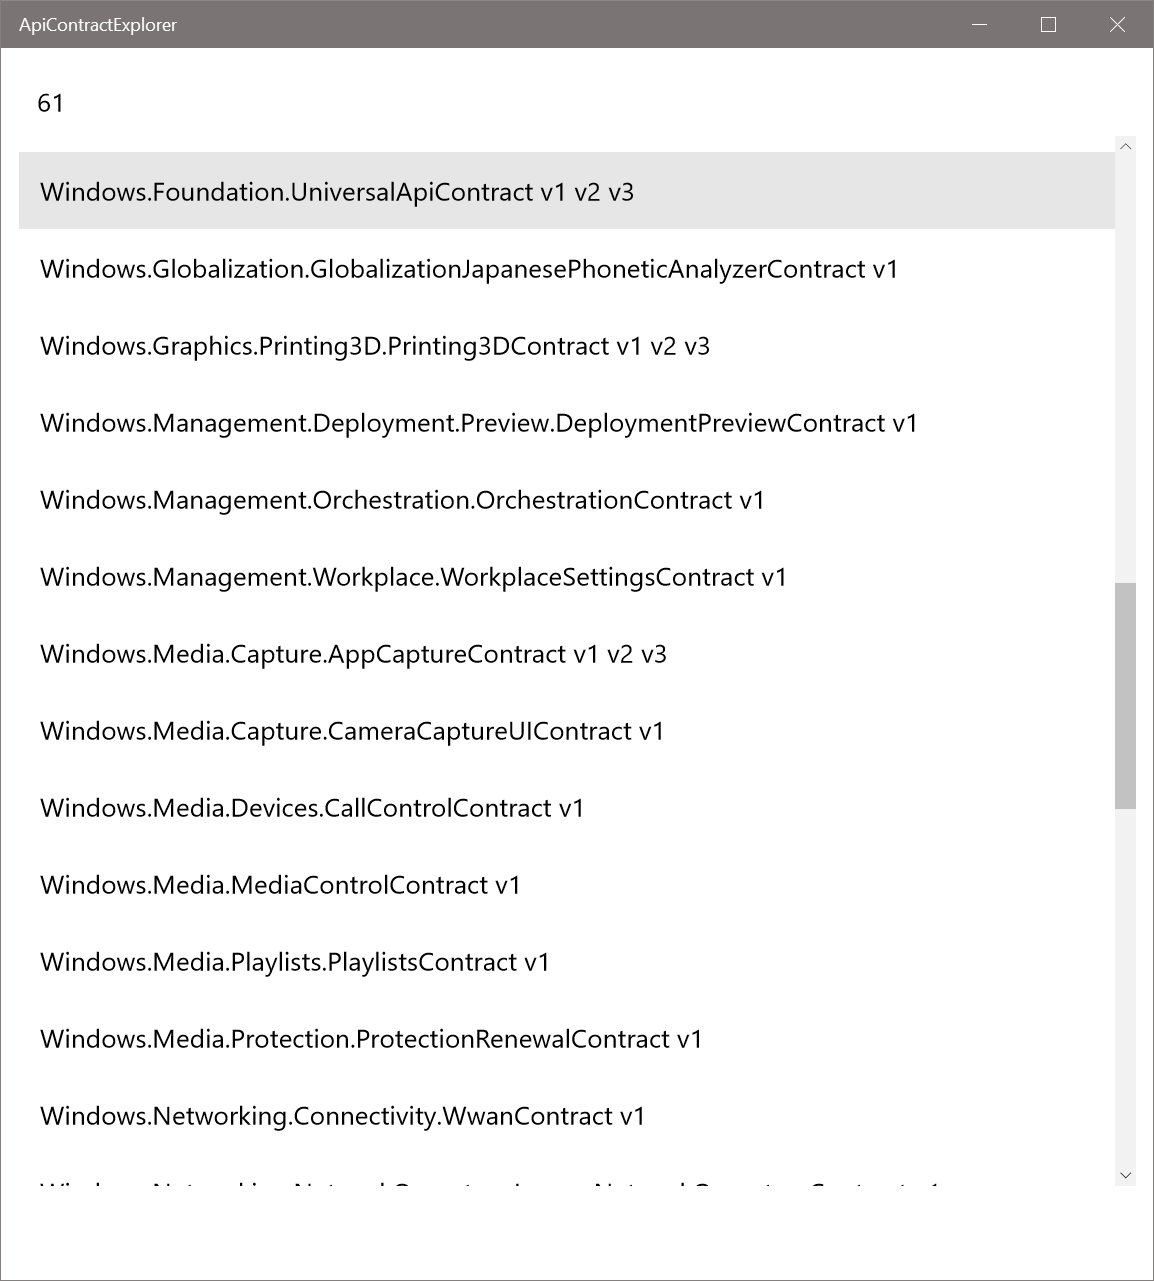 ApiContractExplorer
61
Windows.Foundation.UniversalApiContract v1 v2 v3
Windows.Globalization.GlobalizationJapanesePhoneticAnalyzerContract v1
Windows.Graphics.Printing3D.Printing3DContract v1 v2 v3
Windows.Management.Deployment.Preview.DeploymentPreviewContract v1
Windows.Management.Orchestration.OrchestrationContract v1
Windows.Management.Workplace.WorkplaceSettingsContract v1
Windows.Media.Capture.AppCaptureContract v1 v2 v3
Windows.Media.Capture.CameraCaptureUIContract v1
Windows.Media.Devices.CallControlContract v1
Windows.Media.MediaControlContract v1
Windows.Media.Playlists.PlaylistsContract v1
Windows.Media.Protection.ProtectionRenewalContract v1
Windows.Networking.Connectivity.WwanContract v1